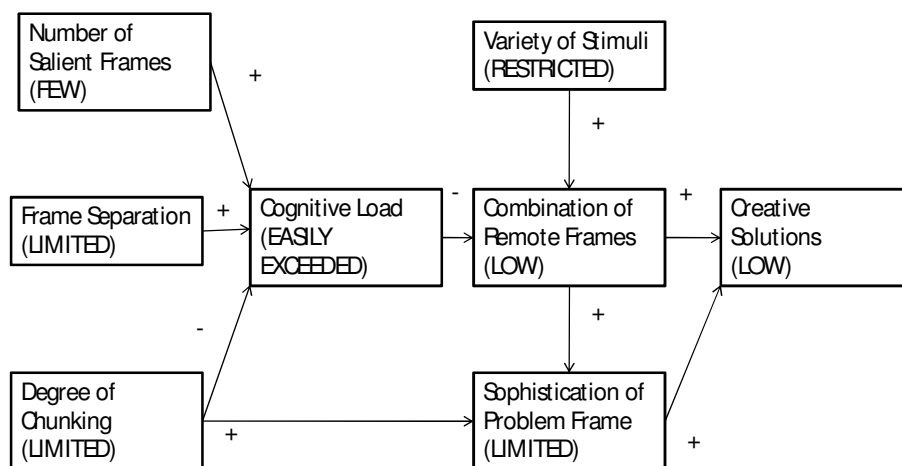 Number of
Salient Frames
(FEW)
+
Variety of Stimuli
(RESTRICTED)
+
Frame Separation
(LIMITED)
+
Cognitive Load
(EASILY
EXCEEDED)
-
Combination of
Remote Frames
(LOW)
+
Creative
Solutions
(LOW)
-
+
Degree of
Chunking
(LIMITED)
+
Sophistication of
Problem Frame
(LIMITED)
+